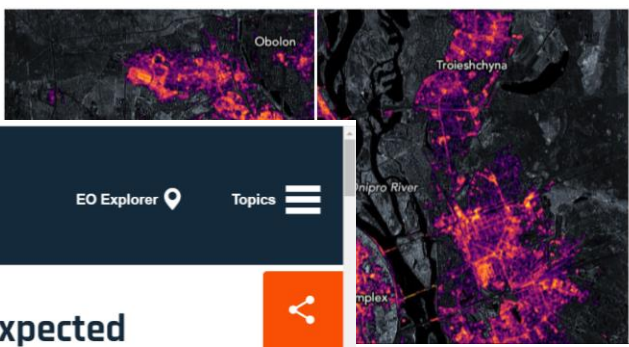 Obolon
Troieshchyna
Dnipro River
EO Explorer
Topics
mplex
xpected